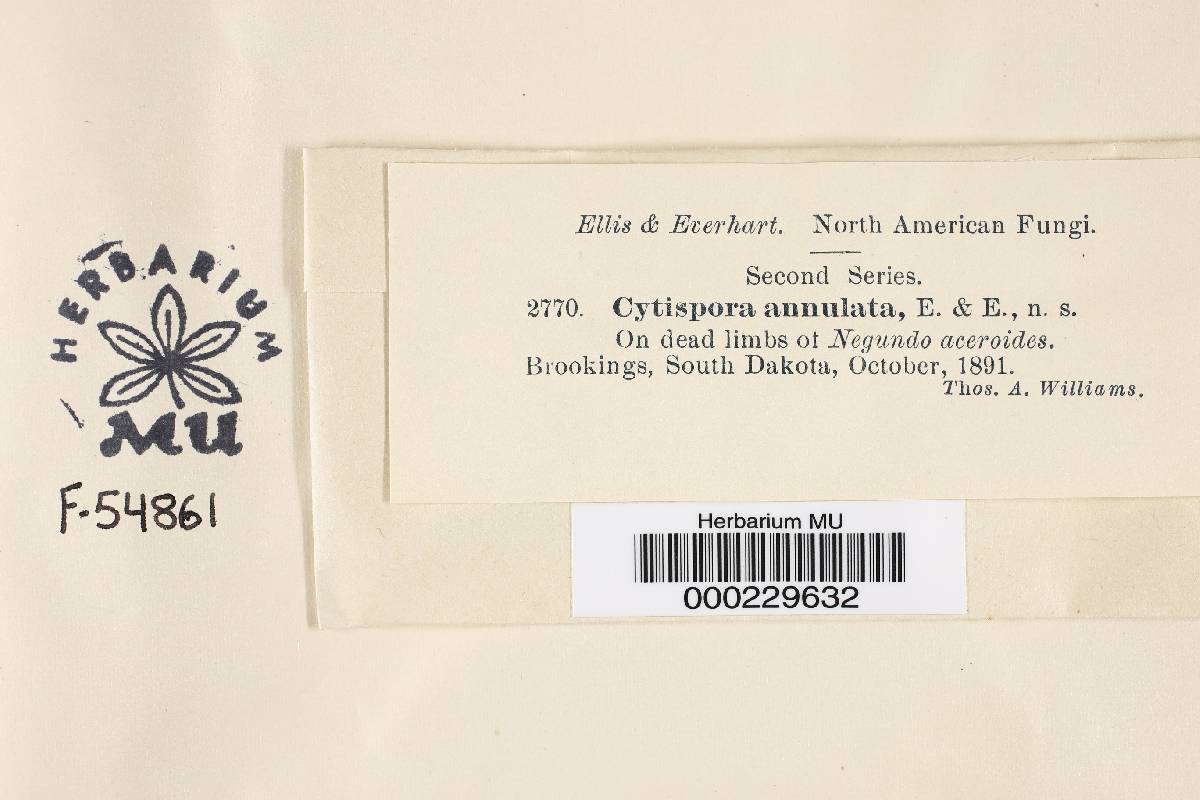 HERBARIUM
MU
F-54861
Ellis & Everhart. North American Fungi.
Second Series.
2770. Cytispora annulata, E. & E., n. s.
On dead limbs of Negundo aceroides.
Brookings, South Dakota, October, 1891.
Thos. A. Williams.
Herbarium MU
000229632